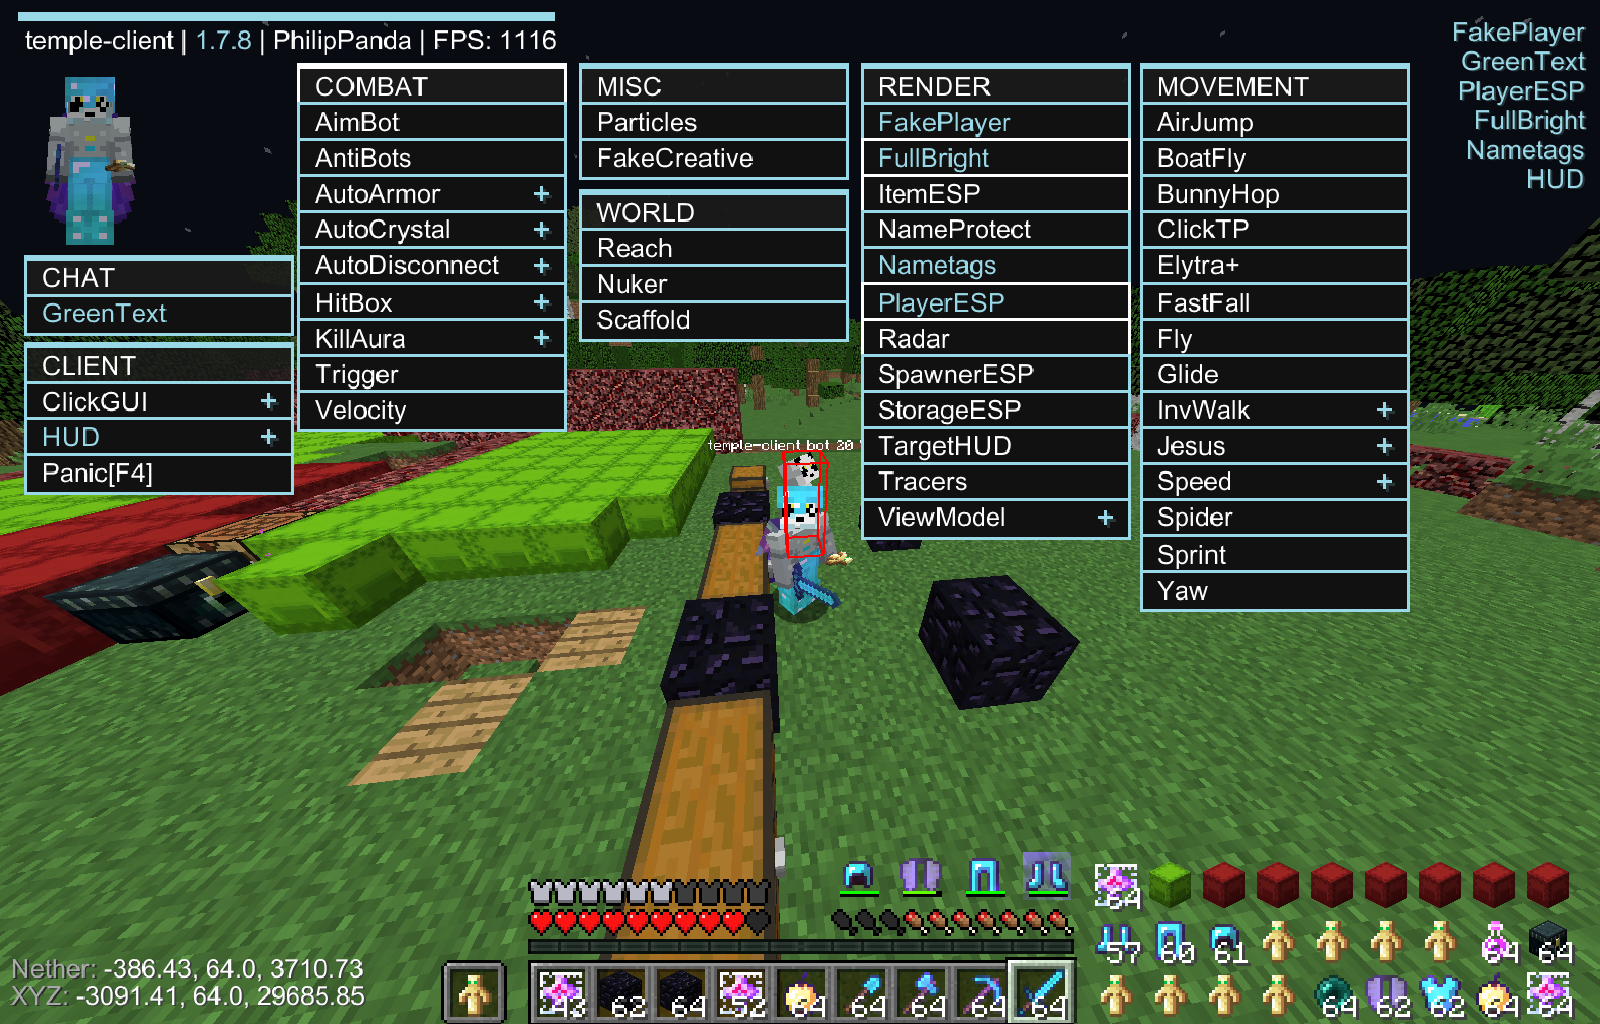 temple-client | 1.7.8 | PhilipPanda | FPS: 1116
FakePlayer
GreenText
PlayerESP
FullBright
Nametags
HUD
CHAT
GreenText
CLIENT
ClickGUI +
HUD +
Panic[F4]
COMBAT
AimBot
AntiBots
AutoArmor +
AutoCrystal +
AutoDisconnect +
HitBox +
KillAura +
Trigger
Velocity
MISC
Particles
FakeCreative
WORLD
Reach
Nuker
Scaffold
RENDER
FakePlayer
FullBright
ItemESP
NameProtect
Nametags
PlayerESP
Radar
SpawnerESP
StorageESP
TargetHUD
Tracers
ViewModel +
MOVEMENT
AirJump
BoatFly
BunnyHop
ClickTP
Elytra+
FastFall
Fly
Glide
InvWalk +
Jesus +
Speed +
Spider
Sprint
Yaw
temple-client bot 20
64
57 60 61 64 64
64 62 62 64 64
Nether: -386.43, 64.0, 3710.73
XYZ: -3091.41, 64.0, 29685.85
62 64 52 64 64 64 64 64